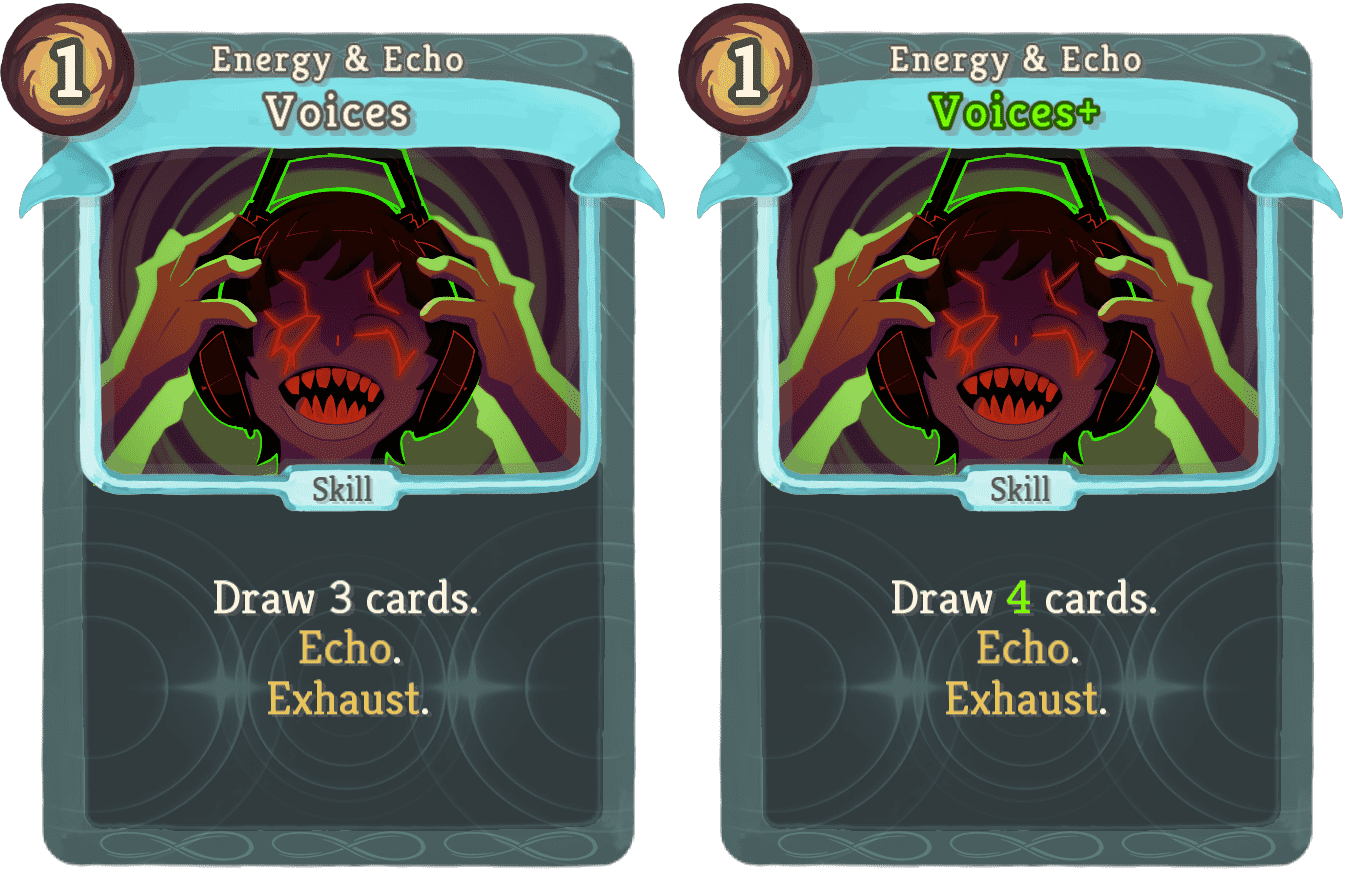 1
Energy & Echo
Voices
Skill
Draw 3 cards.
Echo.
Exhaust.
1
Energy & Echo
Voices+
Skill
Draw 4 cards.
Echo.
Exhaust.